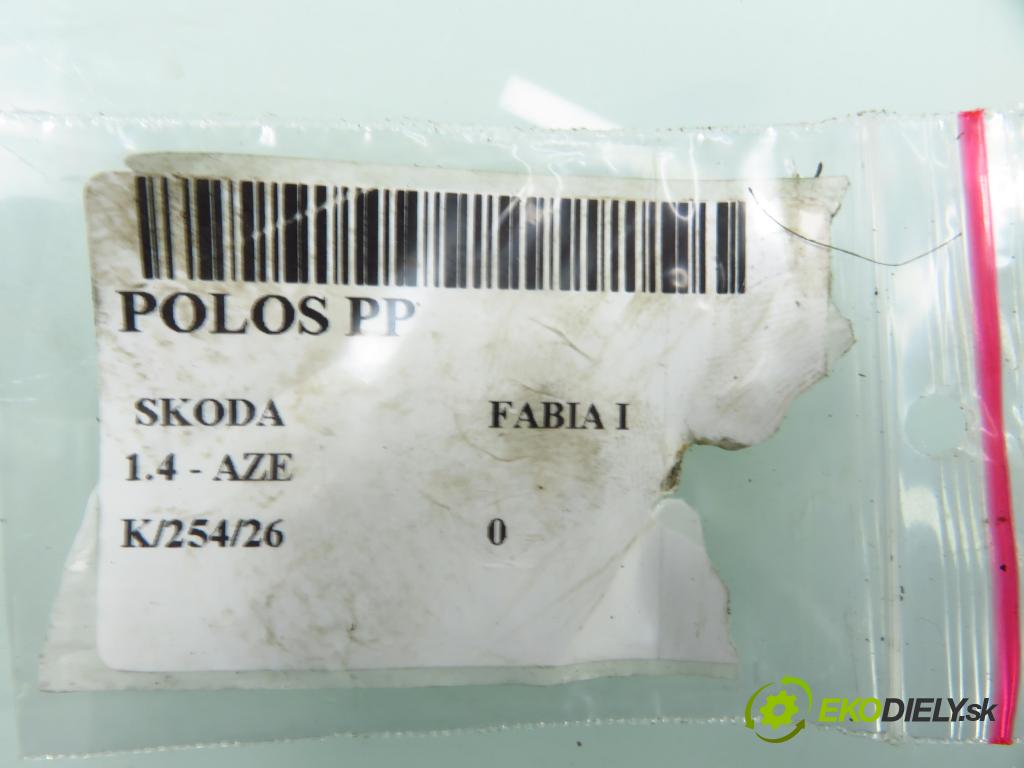 POLOS PP
SKODA FABIA I
1.4 - AZE
K/254/26 0
EKODIELY.sk